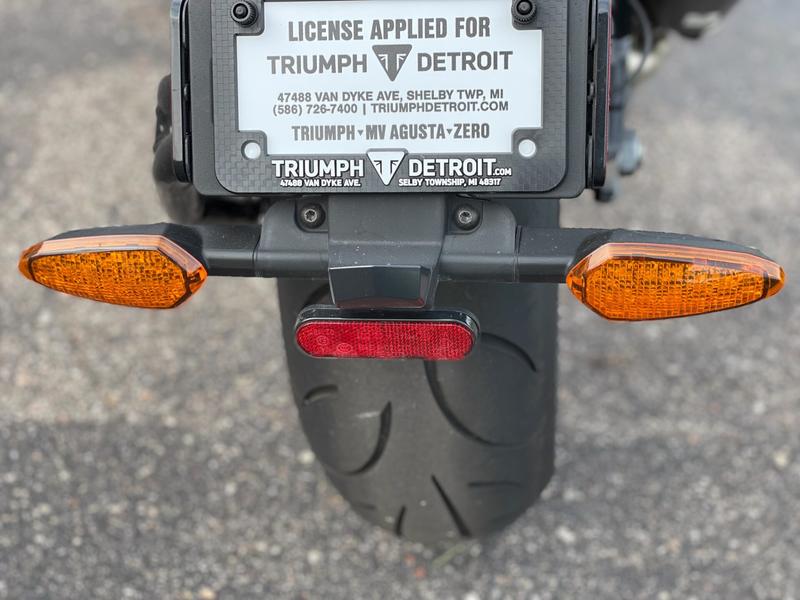 LICENSE APPLIED FOR
TRIUMPH DETROIT
47488 VAN DYKE AVE, SHELBY TWP, MI
(586) 726-7400 | TRIUMPHDETROIT.COM
TRIUMPH▾MV AGUSTA▾ZERO
TRIUMPH DETROIT.COM
47488 VAN DYKE AVE. SHELBY TOWNSHIP, MI 48317